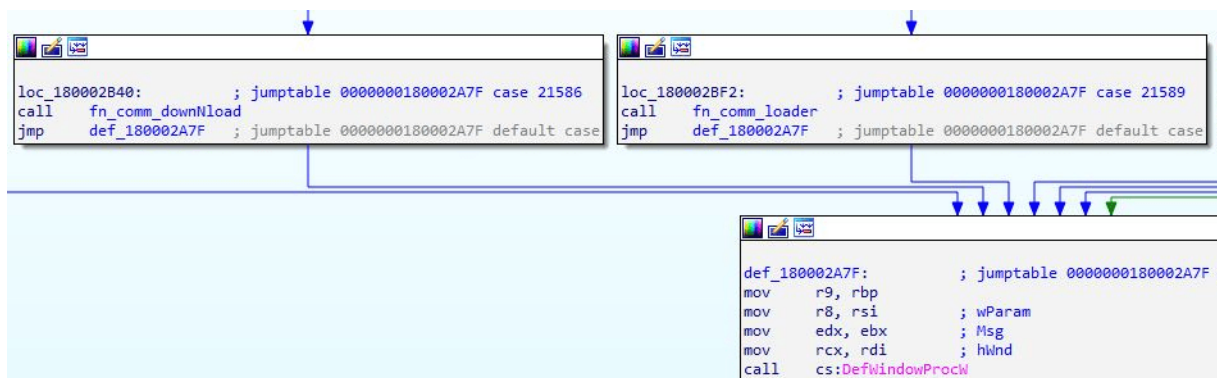 loc_180002B40: ; jumptable 0000000180002A7F case 21586
call fn_comm_downNload
jmp def_180002A7F ; jumptable 0000000180002A7F default case
loc_180002BF2: ; jumptable 0000000180002A7F case 21589
call fn_comm_loader
jmp def_180002A7F ; jumptable 0000000180002A7F default case
def_180002A7F: ; jumptable 0000000180002A7F
mov r9, rbp
mov r8, rsi ; wParam
mov edx, ebx ; Msg
mov rcx, rdi ; hWnd
call cs:DefWindowProcW